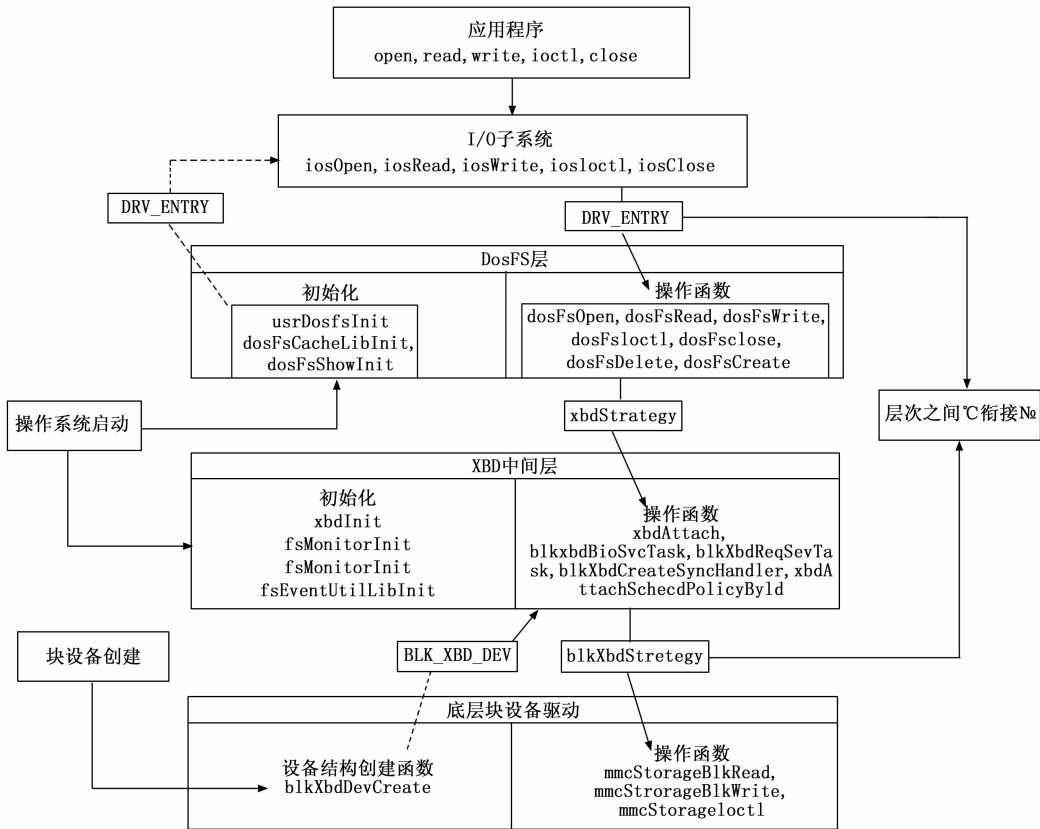 应用程序
open,read,write,ioctl,close
I/O子系统
iosOpen,iosRead,iosWrite,iosloctl,iosClose
DRV_ENTRY
DRV_ENTRY
DosFS层
初始化
usrDosfsInit
dosFsCacheLibInit,
dosFsShowInit
操作函数
dosFsOpen,dosFsRead,dosFsWrite,
dosFsloctl,dosFsclose,
dosFsDelete,dosFsCreate
操作系统启动
xbdStrategy
层次之间℃衔接№
XBD中间层
初始化
xbdInit
fsMonitorInit
fsMonitorInit
fsEventUtilLibInit
操作函数
xbdAttach,
blkxbdBioSvcTask,blkXbdReqSevTa
sk,blkXbdCreateSyncHandler,xbdA
ttachSchecdPolicyByld
块设备创建
BLK_XBD_DEV
blkXbdStretegy
底层块设备驱动
设备结构创建函数
blkXbdDevCreate
操作函数
mmcStorageBlkRead,
mmcStrorageBlkWrite,
mmcStorageloctl